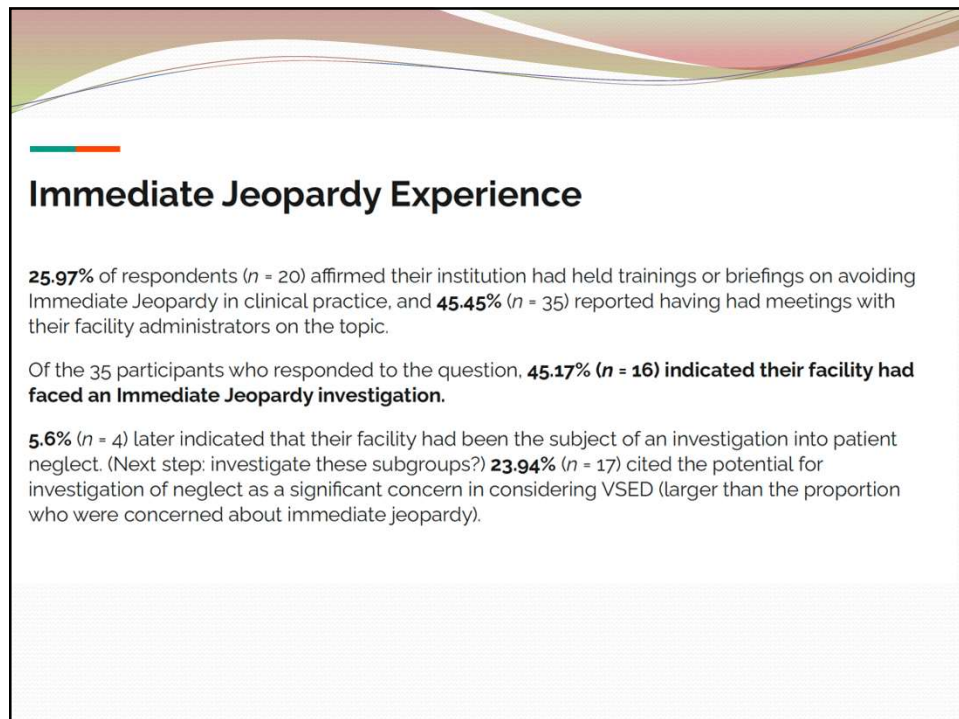 Immediate Jeopardy Experience
25.97% of respondents (n = 20) affirmed their institution had held trainings or briefings on avoiding
Immediate Jeopardy in clinical practice, and 45.45% (n = 35) reported having had meetings with
their facility administrators on the topic.
Of the 35 participants who responded to the question, 45.17% (n = 16) indicated their facility had
faced an Immediate Jeopardy investigation.
5.6% (n = 4) later indicated that their facility had been the subject of an investigation into patient
neglect. (Next step: investigate these subgroups?) 23.94% (n = 17) cited the potential for
investigation of neglect as a significant concern in considering VSED (larger than the proportion
who were concerned about immediate jeopardy).